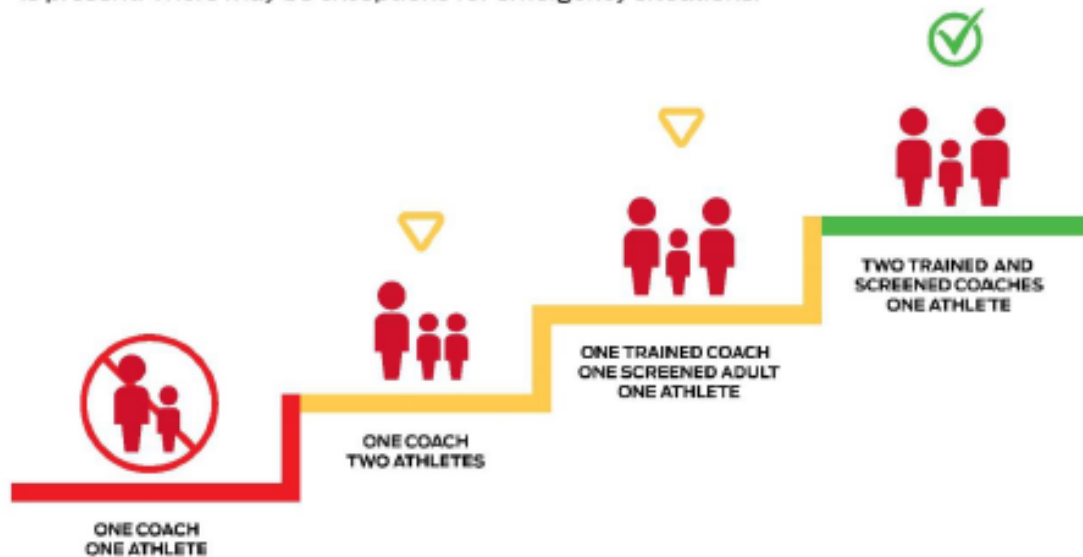 ONE COACH
TWO ATHLETES
ONE TRAINED COACH
ONE SCREENED ADULT
ONE ATHLETE
TWO TRAINED AND
SCREENED COACHES
ONE ATHLETE
ONE COACH
ONE ATHLETE